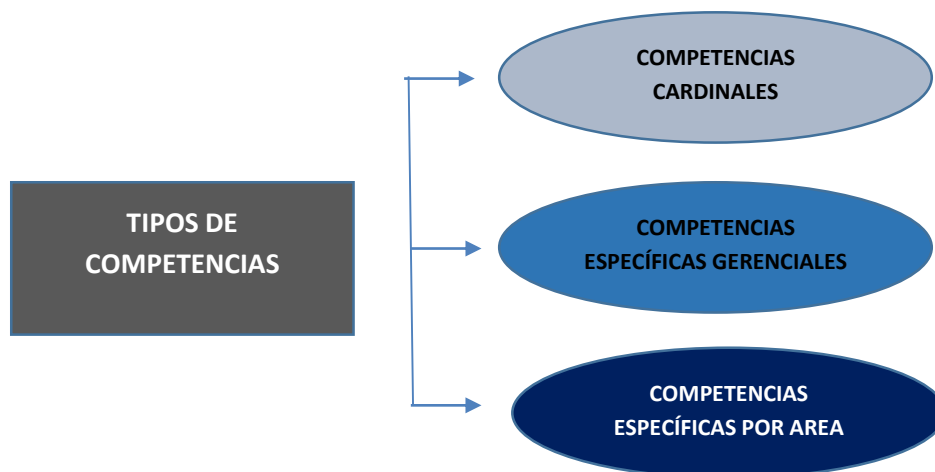 TIPOS DE
COMPETENCIAS
COMPETENCIAS
CARDINALES
COMPETENCIAS
ESPECÍFICAS GERENCIALES
COMPETENCIAS
ESPECÍFICAS POR AREA